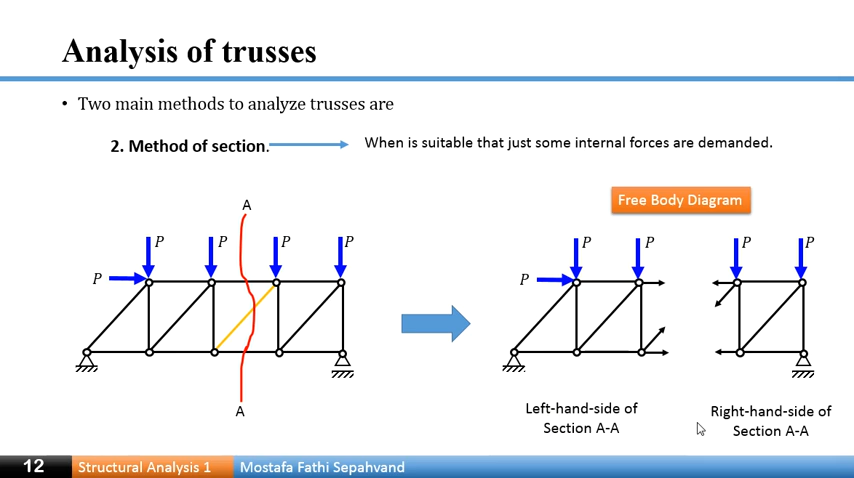 Analysis of trusses
• Two main methods to analyze trusses are
2. Method of section.
When is suitable that just some internal forces are demanded.
A
Free Body Diagram
P P P P
P
P P
P
P P
A
Left-hand-side of
Section A-A
Right-hand-side of
Section A-A
12
Structural Analysis 1
Mostafa Fathi Sepahvand